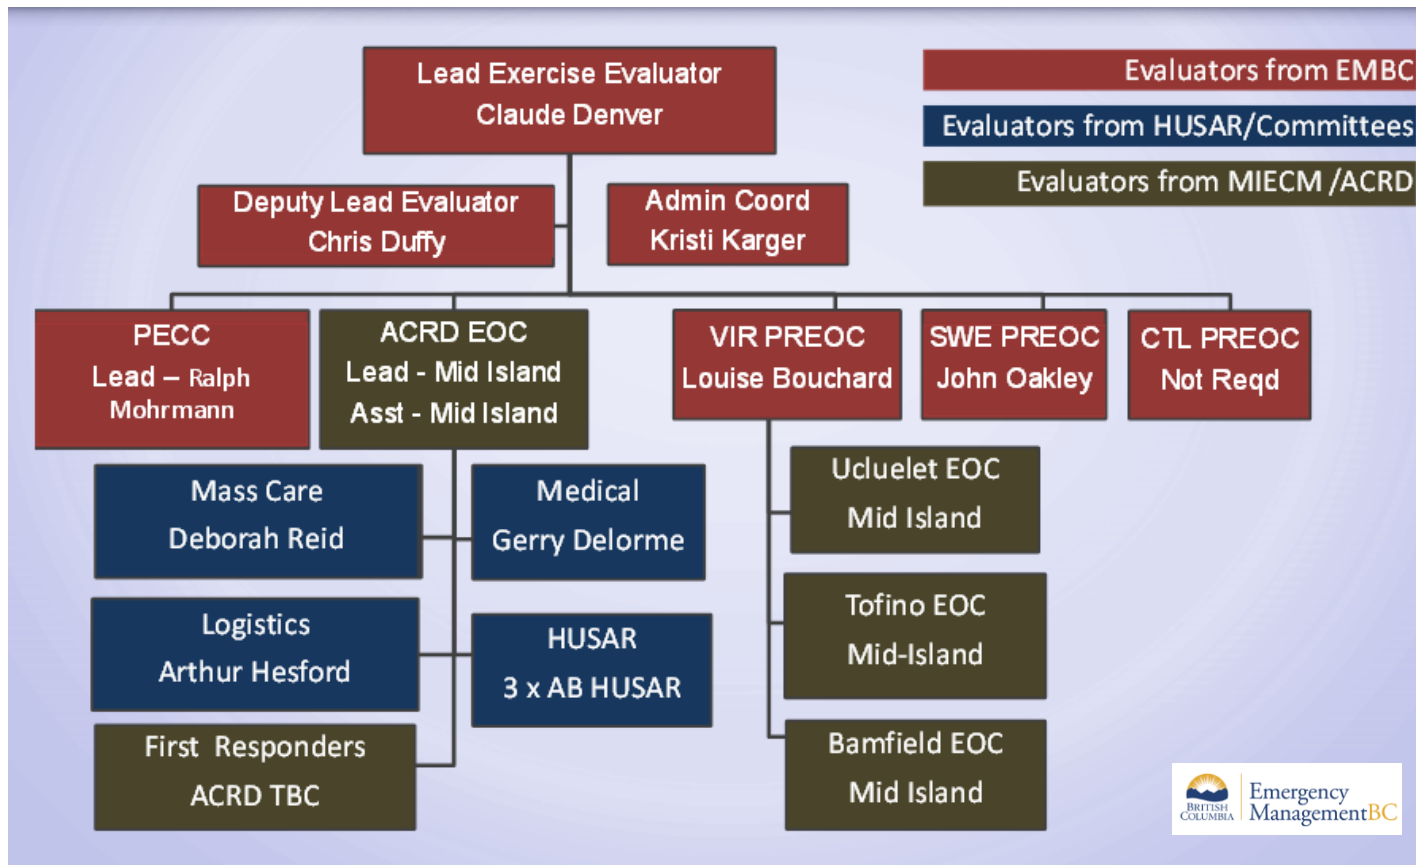 Lead Exercise Evaluator
Claude Denver
Evaluators from EMBC
Evaluators from HUSAR/Committees
Evaluators from MIECM /ACRD
Deputy Lead Evaluator
Chris Duffy
Admin Coord
Kristi Karger
PECC
Lead – Ralph
Mohrmann
ACRD EOC
Lead - Mid Island
Asst - Mid Island
VIR PREOC
Louise Bouchard
SWE PREOC
John Oakley
CTL PREOC
Not Reqd
Mass Care
Deborah Reid
Medical
Gerry Delorme
Logistics
Arthur Hesford
HUSAR
3 x AB HUSAR
First Responders
ACRD TBC
Ucluelet EOC
Mid Island
Tofino EOC
Mid-Island
Bamfield EOC
Mid Island
BRITISH
COLUMBIA
Emergency
ManagementBC